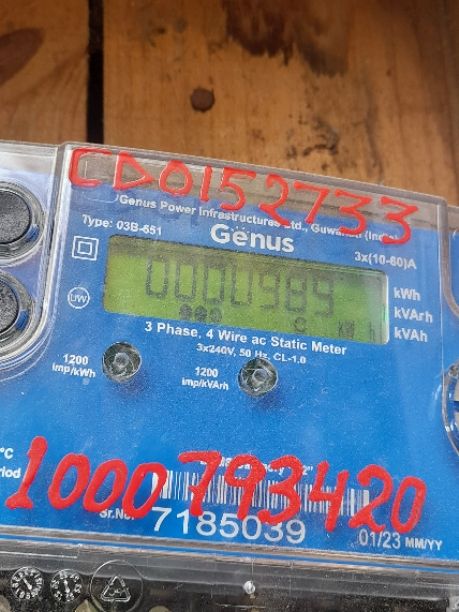 CD0152733
Genus Power Infrastructures Ltd., Guwahati (India)
Type: 03B-651
Genus
3x(10-60)A
0000989
kWh
kVArh
kVAh
UW
3 Phase, 4 Wire ac Static Meter
3x240V, 50 Hz, CL-1.0
1200
imp/kWh
1200
imp/kVArh
°C
1000793420
Sr.No.
7185039
01/23 MM/YY